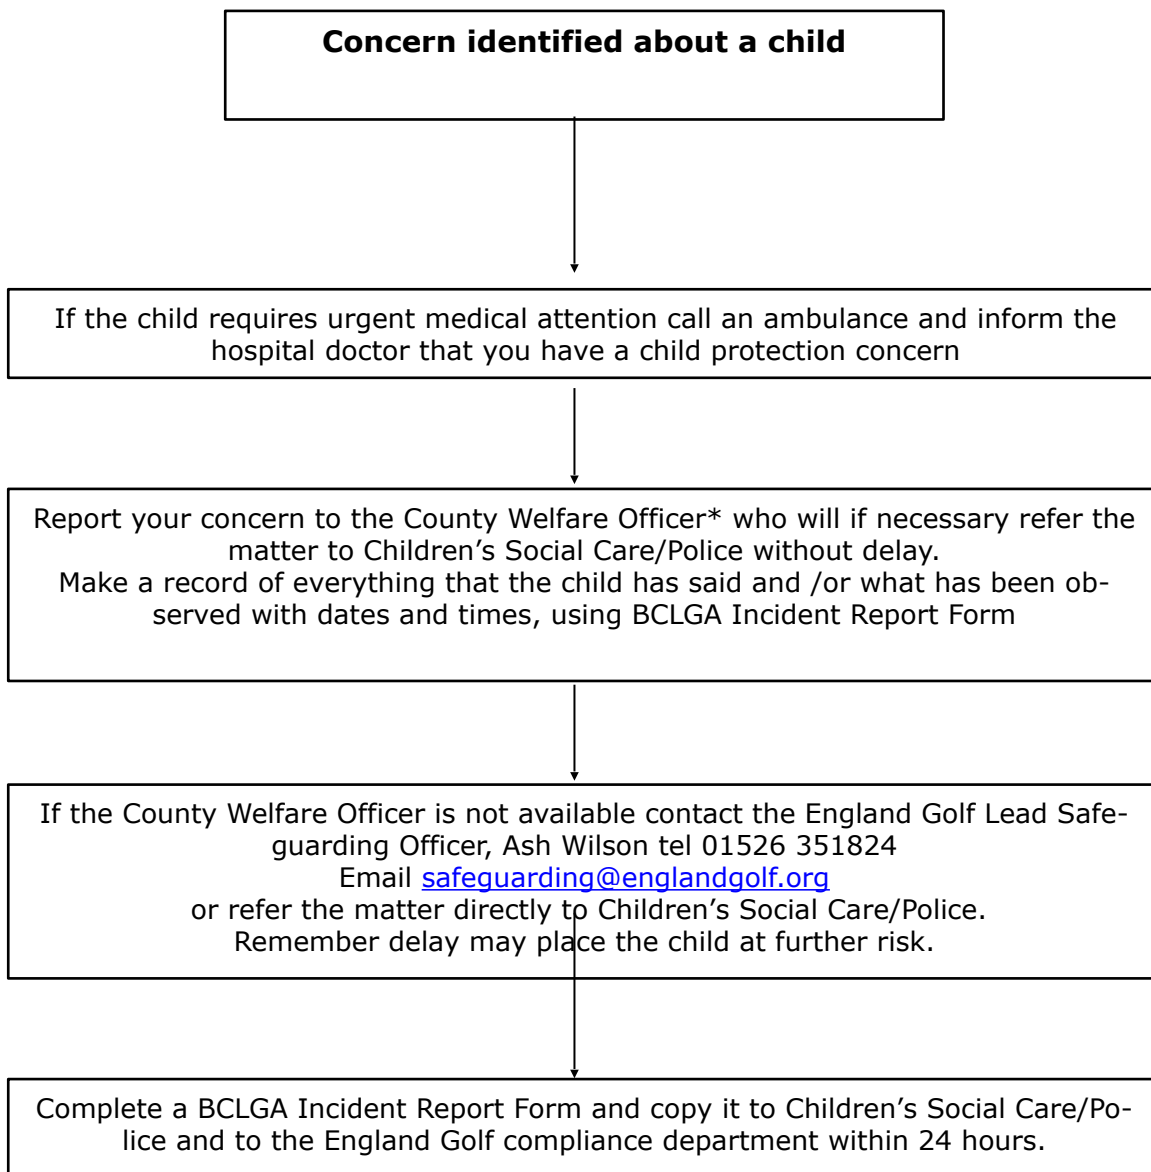 Concern identified about a child
If the child requires urgent medical attention call an ambulance and inform the
hospital doctor that you have a child protection concern
Report your concern to the County Welfare Officer* who will if necessary refer the
matter to Children’s Social Care/Police without delay.
Make a record of everything that the child has said and /or what has been ob-
served with dates and times, using BCLGA Incident Report Form
If the County Welfare Officer is not available contact the England Golf Lead Safe-
guarding Officer, Ash Wilson tel 01526 351824
Email safeguarding@englandgolf.org
or refer the matter directly to Children’s Social Care/Police.
Remember delay may place the child at further risk.
Complete a BCLGA Incident Report Form and copy it to Children’s Social Care/Po-
lice and to the England Golf compliance department within 24 hours.